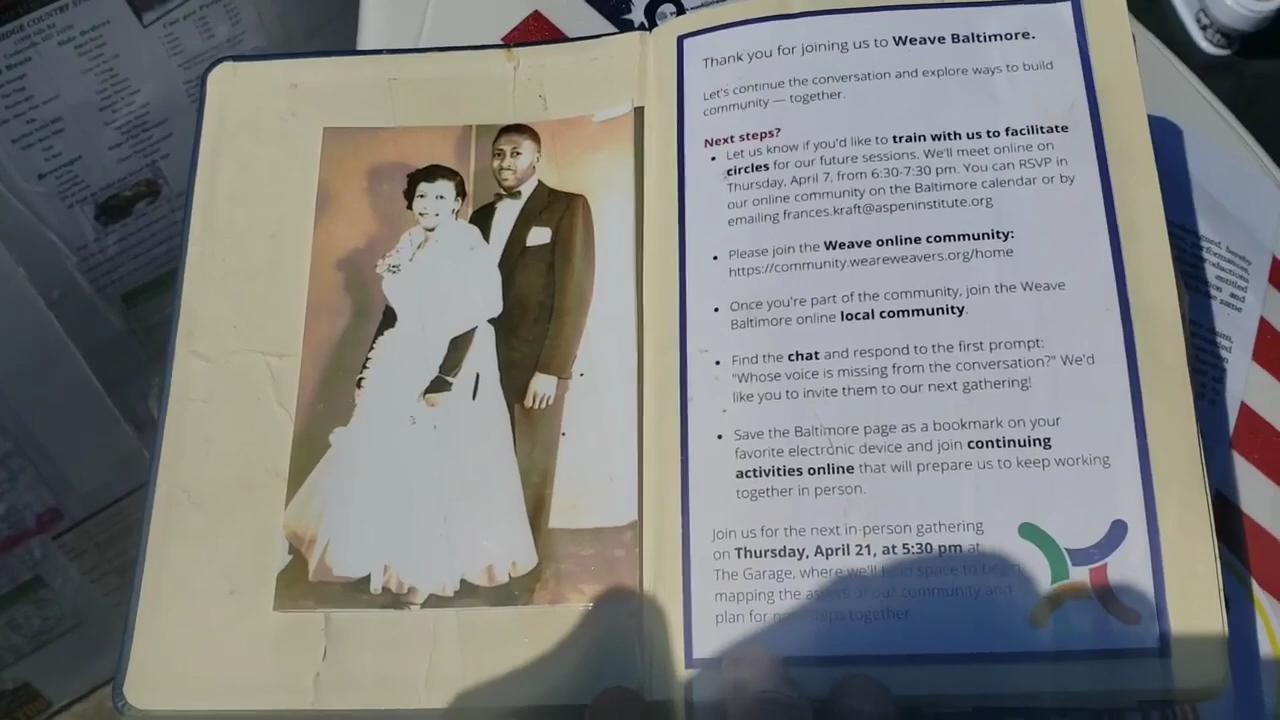 IDGE COUNTRY
Thank you for joining us to Weave Baltimore.
Let's continue the conversation and explore ways to build
community — together.
Next steps?
• Let us know if you'd like to train with us to facilitate
circles for our future sessions. We'll meet online on
Thursday, April 7, from 6:30-7:30 pm. You can RSVP in
our online community on the Baltimore calendar or by
emailing frances.kraft@aspeninstitute.org
• Please join the Weave online community:
https://community.weareweavers.org/home
• Once you're part of the community, join the Weave
Baltimore online local community.
• Find the chat and respond to the first prompt:
"Whose voice is missing from the conversation?" We'd
like you to invite them to our next gathering!
• Save the Baltimore page as a bookmark on your
favorite electronic device and join continuing
activities online that will prepare us to keep working
together in person.
Join us for the next in-person gathering
on Thursday, April 21, at 5:30 pm at
The Garage, where we'll hold space to begin
mapping the assets of our community and
plan for next steps together.
entitled
and
same